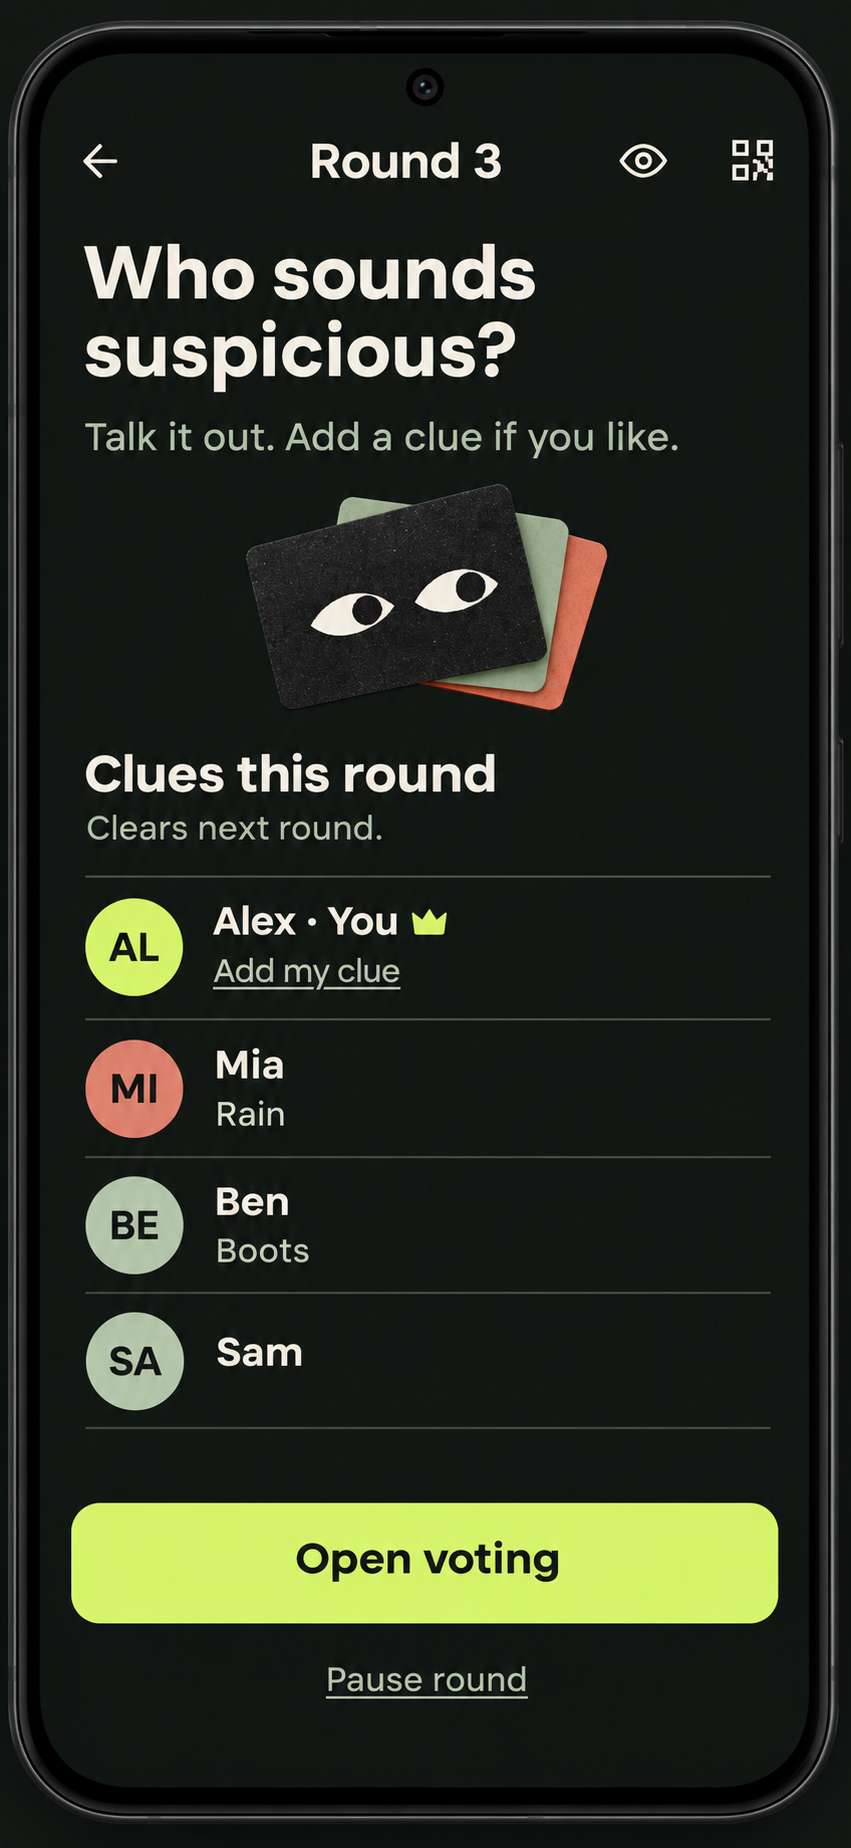 Round 3
Who sounds
suspicious?
Talk it out. Add a clue if you like.
Clues this round
Clears next round.
AL
Alex · You
Add my clue
MI
Mia
Rain
BE
Ben
Boots
SA
Sam
Open voting
Pause round